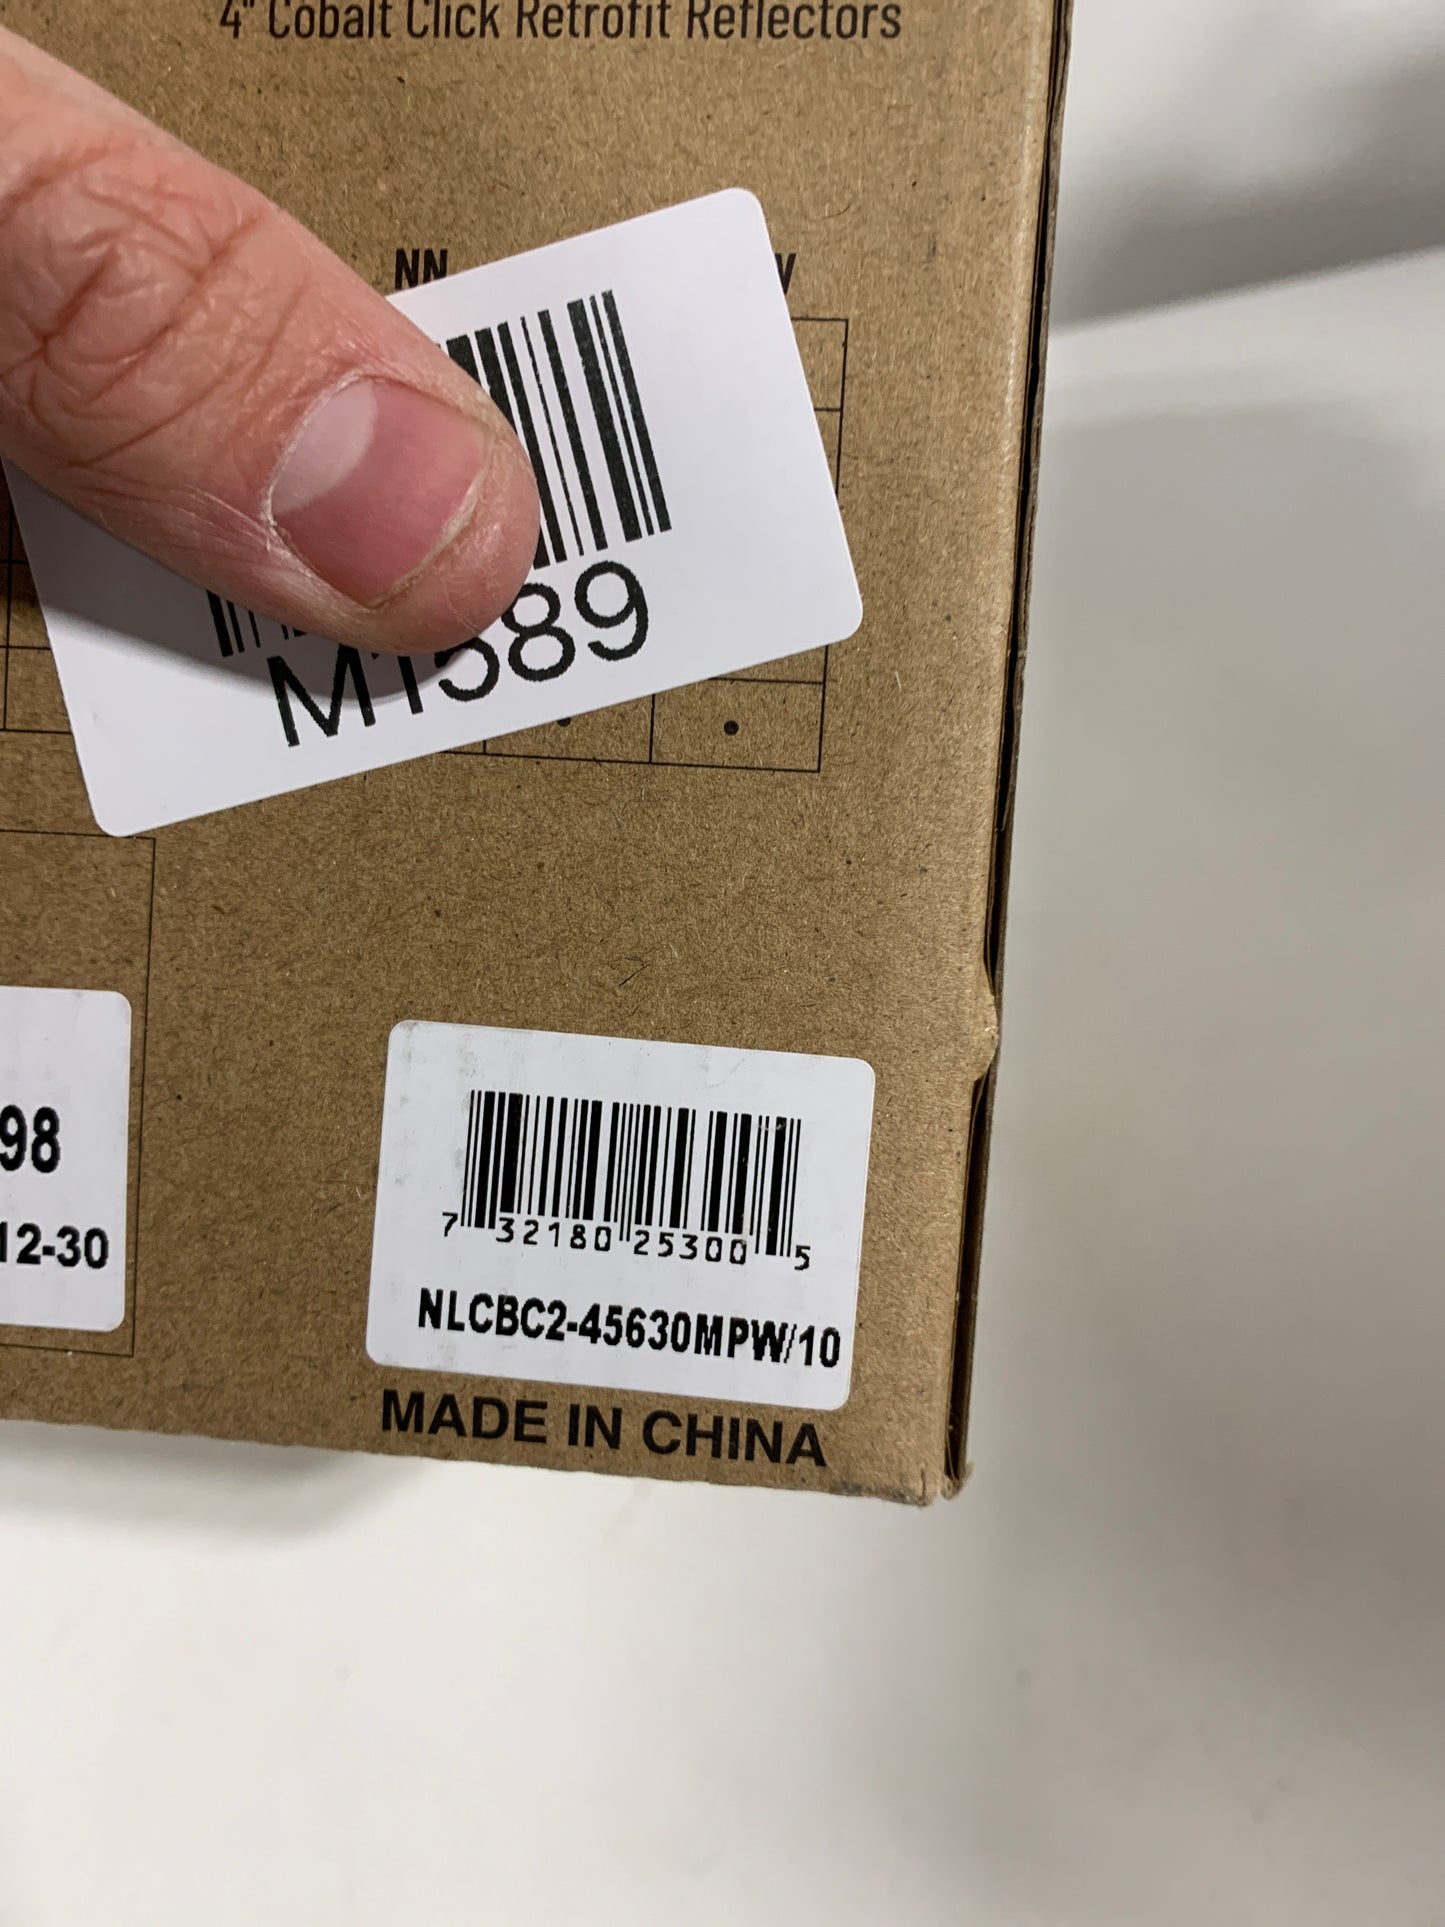 4" Cobalt Click Retrofit Reflectors
NN
M1589
98
12-30
7 32180 25300 5
NLCBC2-45630MPW/10
MADE IN CHINA